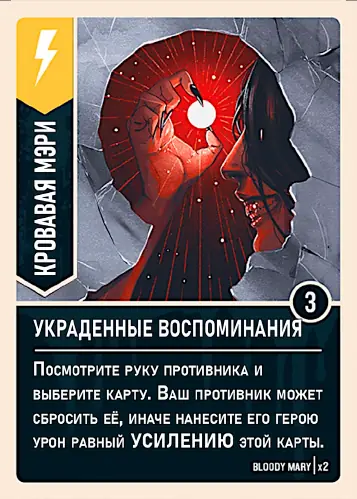 КРОВАВАЯ МЭРИ
3
УКРАДЕННЫЕ ВОСПОМИНАНИЯ
Посмотрите руку противника и
выберите карту. Ваш противник может
сбросить её, иначе нанесите его герою
урон равный УСИЛЕНИЮ этой карты.
BLOODY MARY | x2